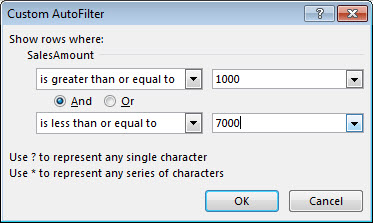 Custom AutoFilter
?
Show rows where:
SalesAmount
is greater than or equal to 1000
And Or
is less than or equal to 7000
Use ? to represent any single character
Use * to represent any series of characters
OK Cancel